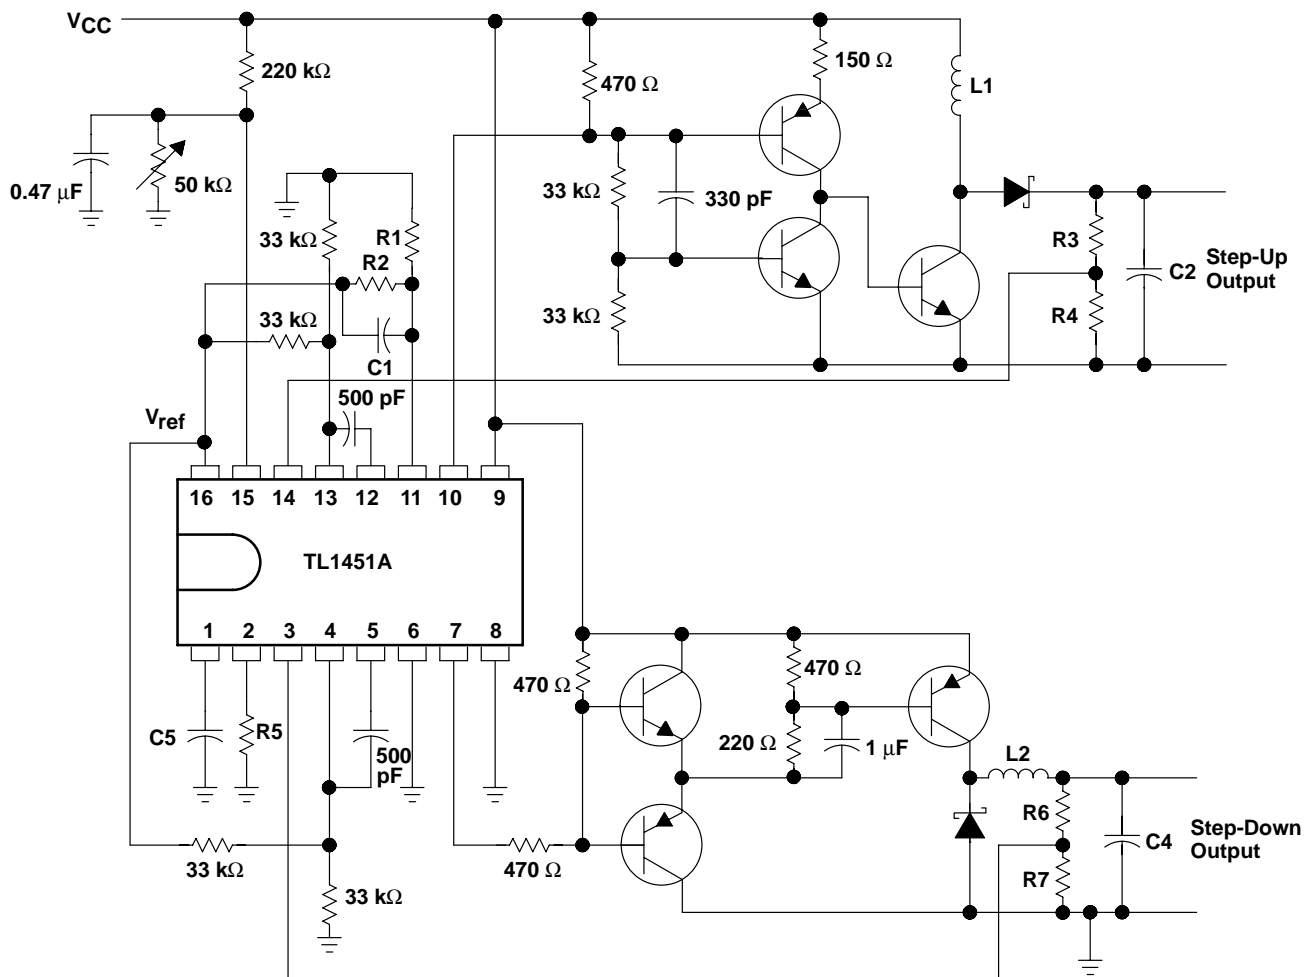 VCC
220 kΩ
470 Ω
150 Ω
L1
0.47 μF
50 kΩ
33 kΩ
330 pF
33 kΩ
R1
R2
R3
C2
Step-Up
Output
33 kΩ
33 kΩ
R4
C1
500 pF
Vref
16 15 14 13 12 11 10 9
TL1451A
1 2 3 4 5 6 7 8
470 Ω
470 Ω
C5
R5
500
pF
220 Ω
1 μF
L2
R6
C4
Step-Down
Output
33 kΩ
470 Ω
R7
33 kΩ